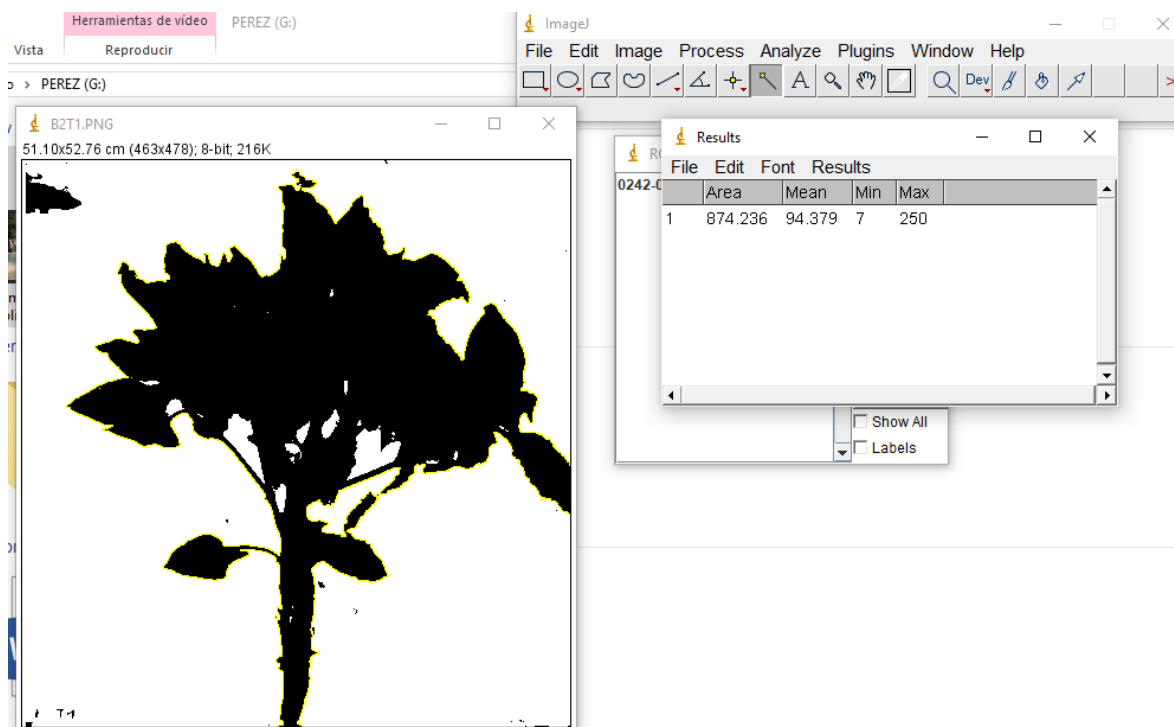 Herramientas de vídeo PEREZ (G:)
Vista Reproducir
> PEREZ (G:)
ImageJ
File Edit Image Process Analyze Plugins Window Help
A Dev
B2T1.PNG
51.10x52.76 cm (463x478); 8-bit; 216K
0242-0
Results
File Edit Font Results
Area Mean Min Max
1 874.236 94.379 7 250
Show All
Labels
T1